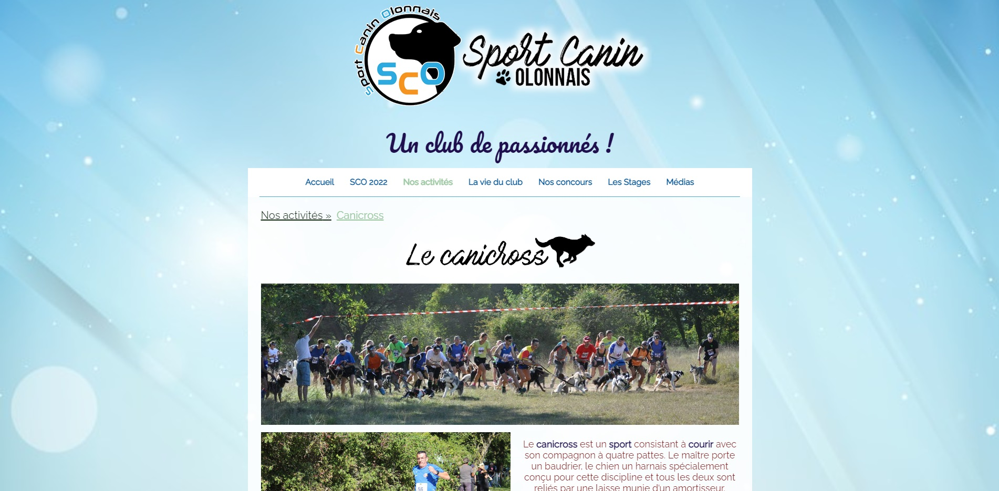 Sport Canin Olonnais
SCO
Sport Canin
OLONNAIS
Un club de passionnés !
Accueil SCO 2022 Nos activités La vie du club Nos concours Les Stages Médias
Nos activités » Canicross
Le canicross
Le canicross est un sport consistant à courir avec
son compagnon à quatre pattes. Le maître porte
un baudrier, le chien un harnais spécialement
conçu pour cette discipline et tous les deux sont
reliés par une laisse munie d'un amortisseur.
56